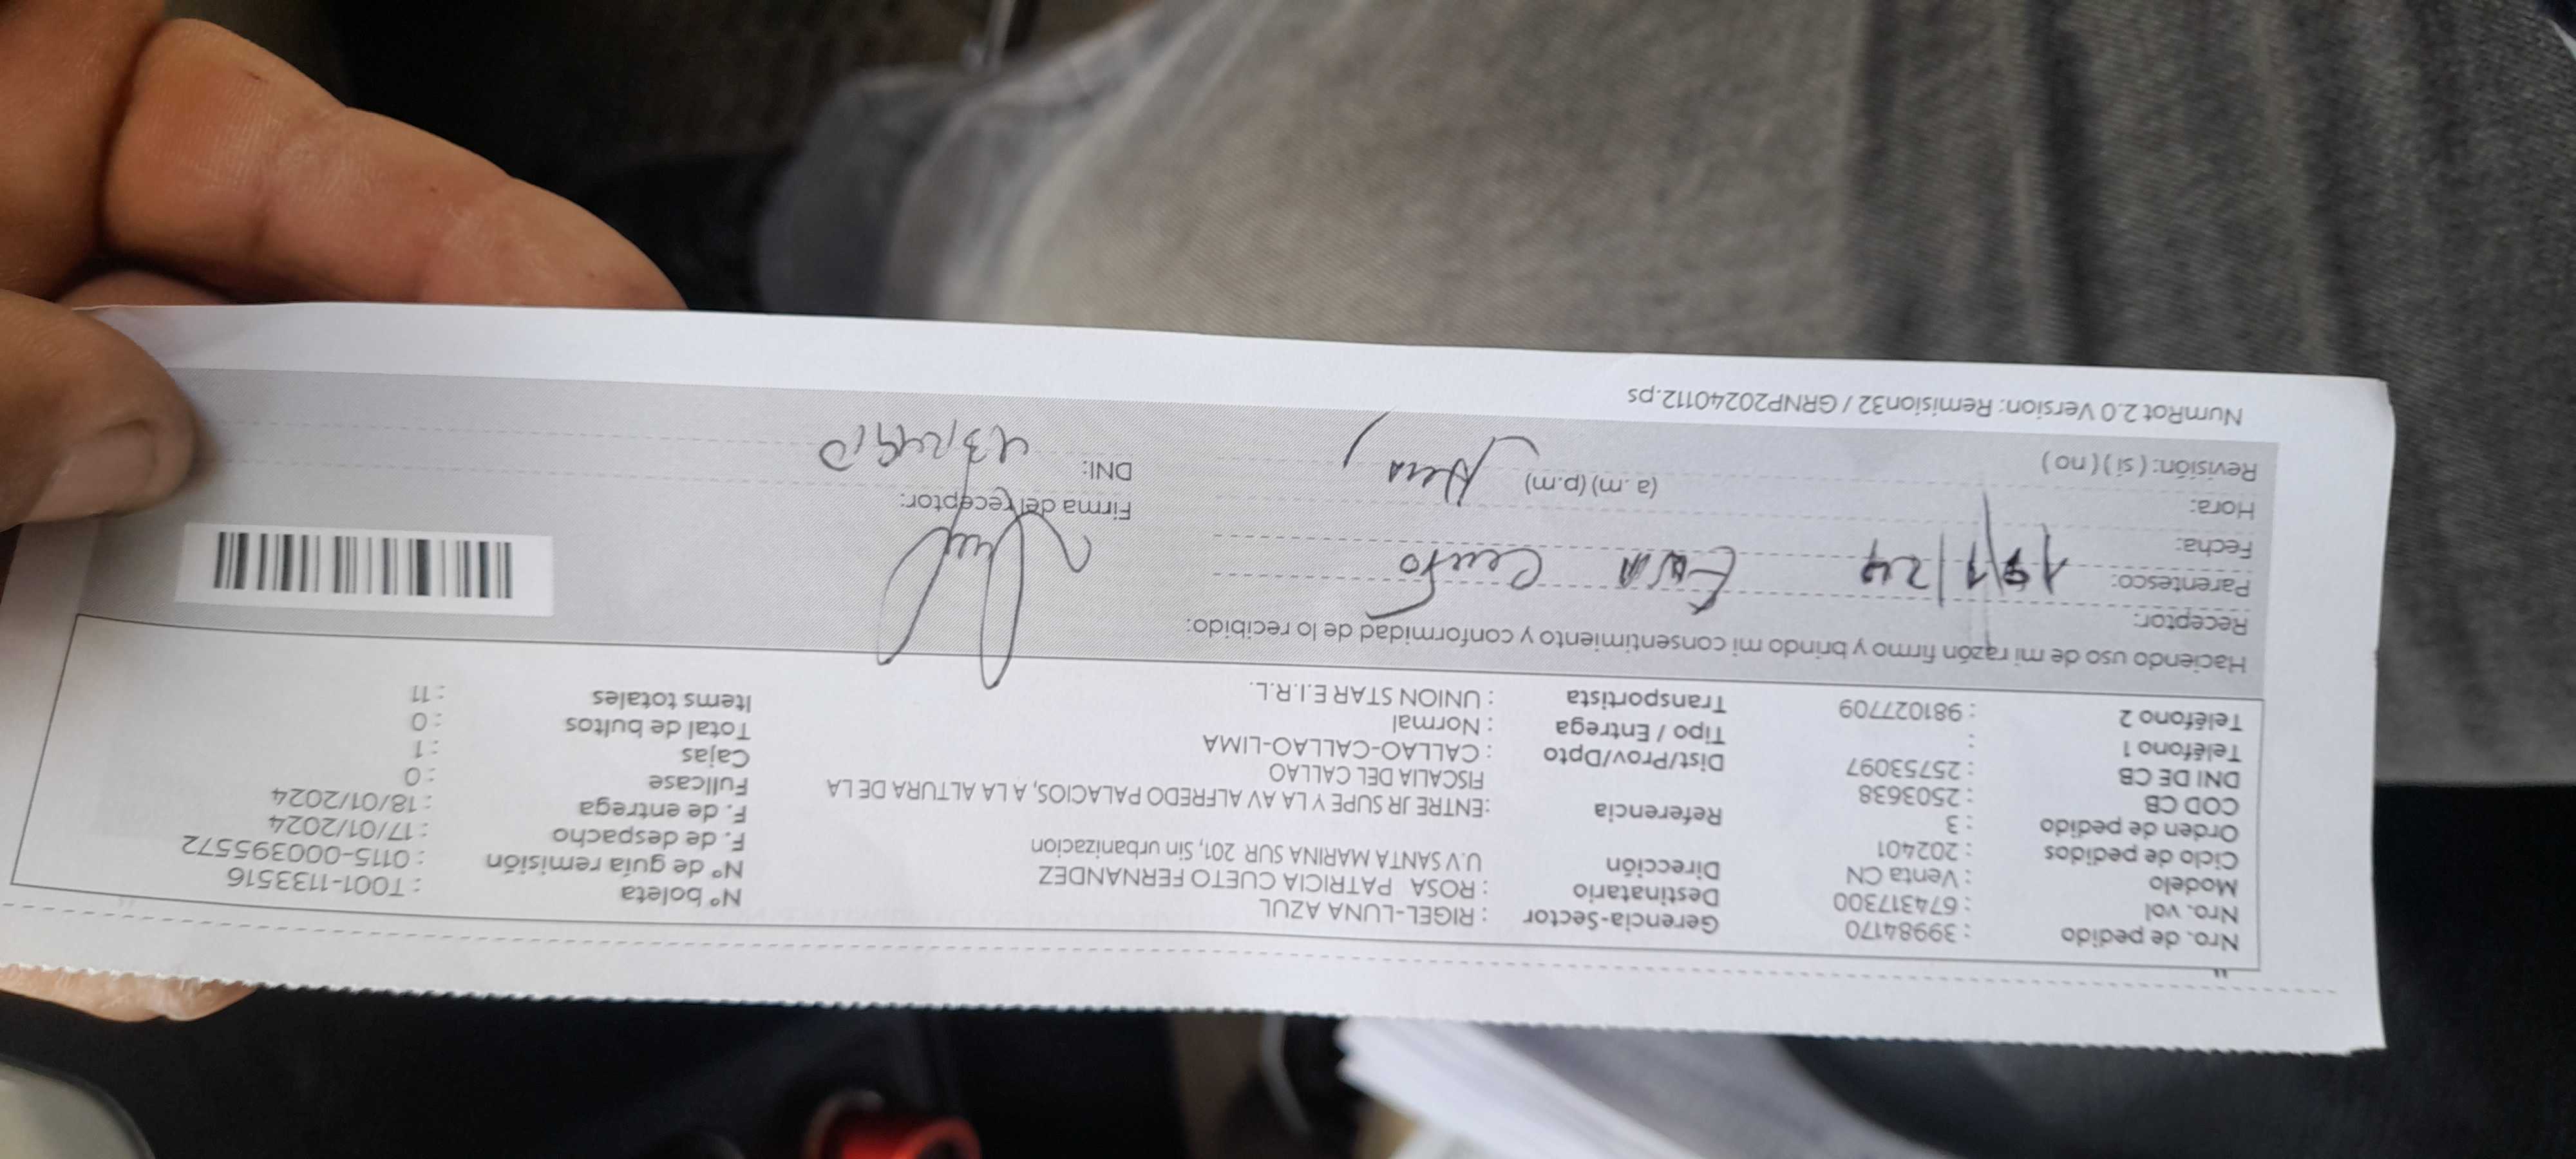 Nro. de pedido : 39984170 Gerencia-Sector : RIGEL-LUNA AZUL Nº boleta : T001-1133516
Nro. vol : 674317300 Destinatario : ROSA PATRICIA CUETO FERNANDEZ Nº de guía remisión : 0115-000395572
Modelo : Venta CN Dirección U.V SANTA MARINA SUR 201, Sin urbanizacion F. de despacho : 17/01/2024
Ciclo de pedidos : 202401 F. de entrega : 18/01/2024
Orden de pedido : 3 Referencia :ENTRE JR SUPE Y LA AV ALFREDO PALACIOS, A LA ALTURA DE LA Fullcase : 0
COD CB : 2503638 FISCALIA DEL CALLAO Cajas : 1
DNI DE CB : 25753097 Dist/Prov/Dpto : CALLAO-CALLAO-LIMA Total de bultos : 0
Teléfono 1 : Tipo / Entrega : Normal Items totales : 11
Teléfono 2 : 981027709 Transportista : UNION STAR E.I.R.L.
Haciendo uso de mi razón firmo y brindo mi consentimiento y conformidad de lo recibido:
Receptor:
Parentesco:
Fecha:
Hora: (a.m) (p.m) Firma del receptor:
Revisión: ( si ) ( no ) DNI:
NumRot 2.0 Version: Remision32 / GRNP20240112.ps